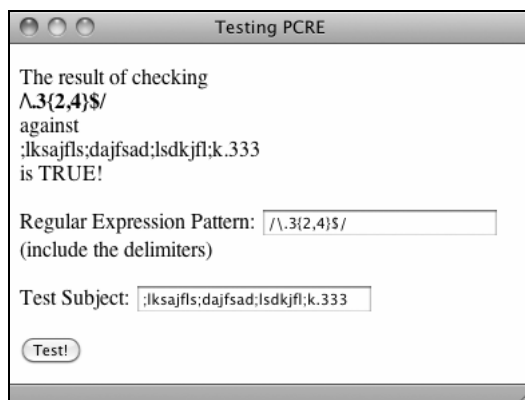 Testing PCRE
The result of checking
/\.3{2,4}$/
against
;lksajfls;dajfsad;lsdkjfl;k.333
is TRUE!
Regular Expression Pattern: /\.3{2,4}$/
(include the delimiters)
Test Subject: ;lksajfls;dajfsad;lsdkjfl;k.333
Test!